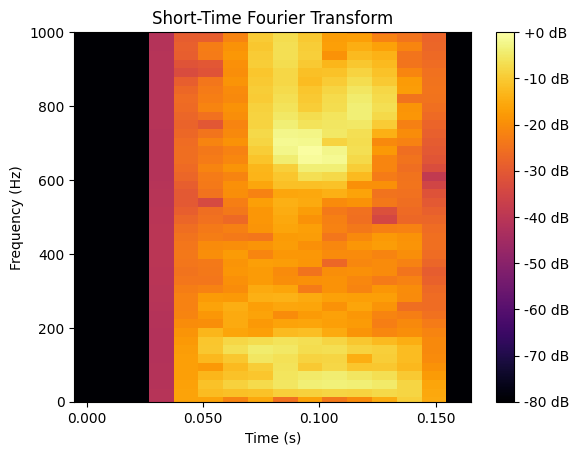 Short-Time Fourier Transform
1000
800
600
400
200
0
Frequency (Hz)
0.000
0.050
0.100
0.150
Time (s)
+0 dB
-10 dB
-20 dB
-30 dB
-40 dB
-50 dB
-60 dB
-70 dB
-80 dB